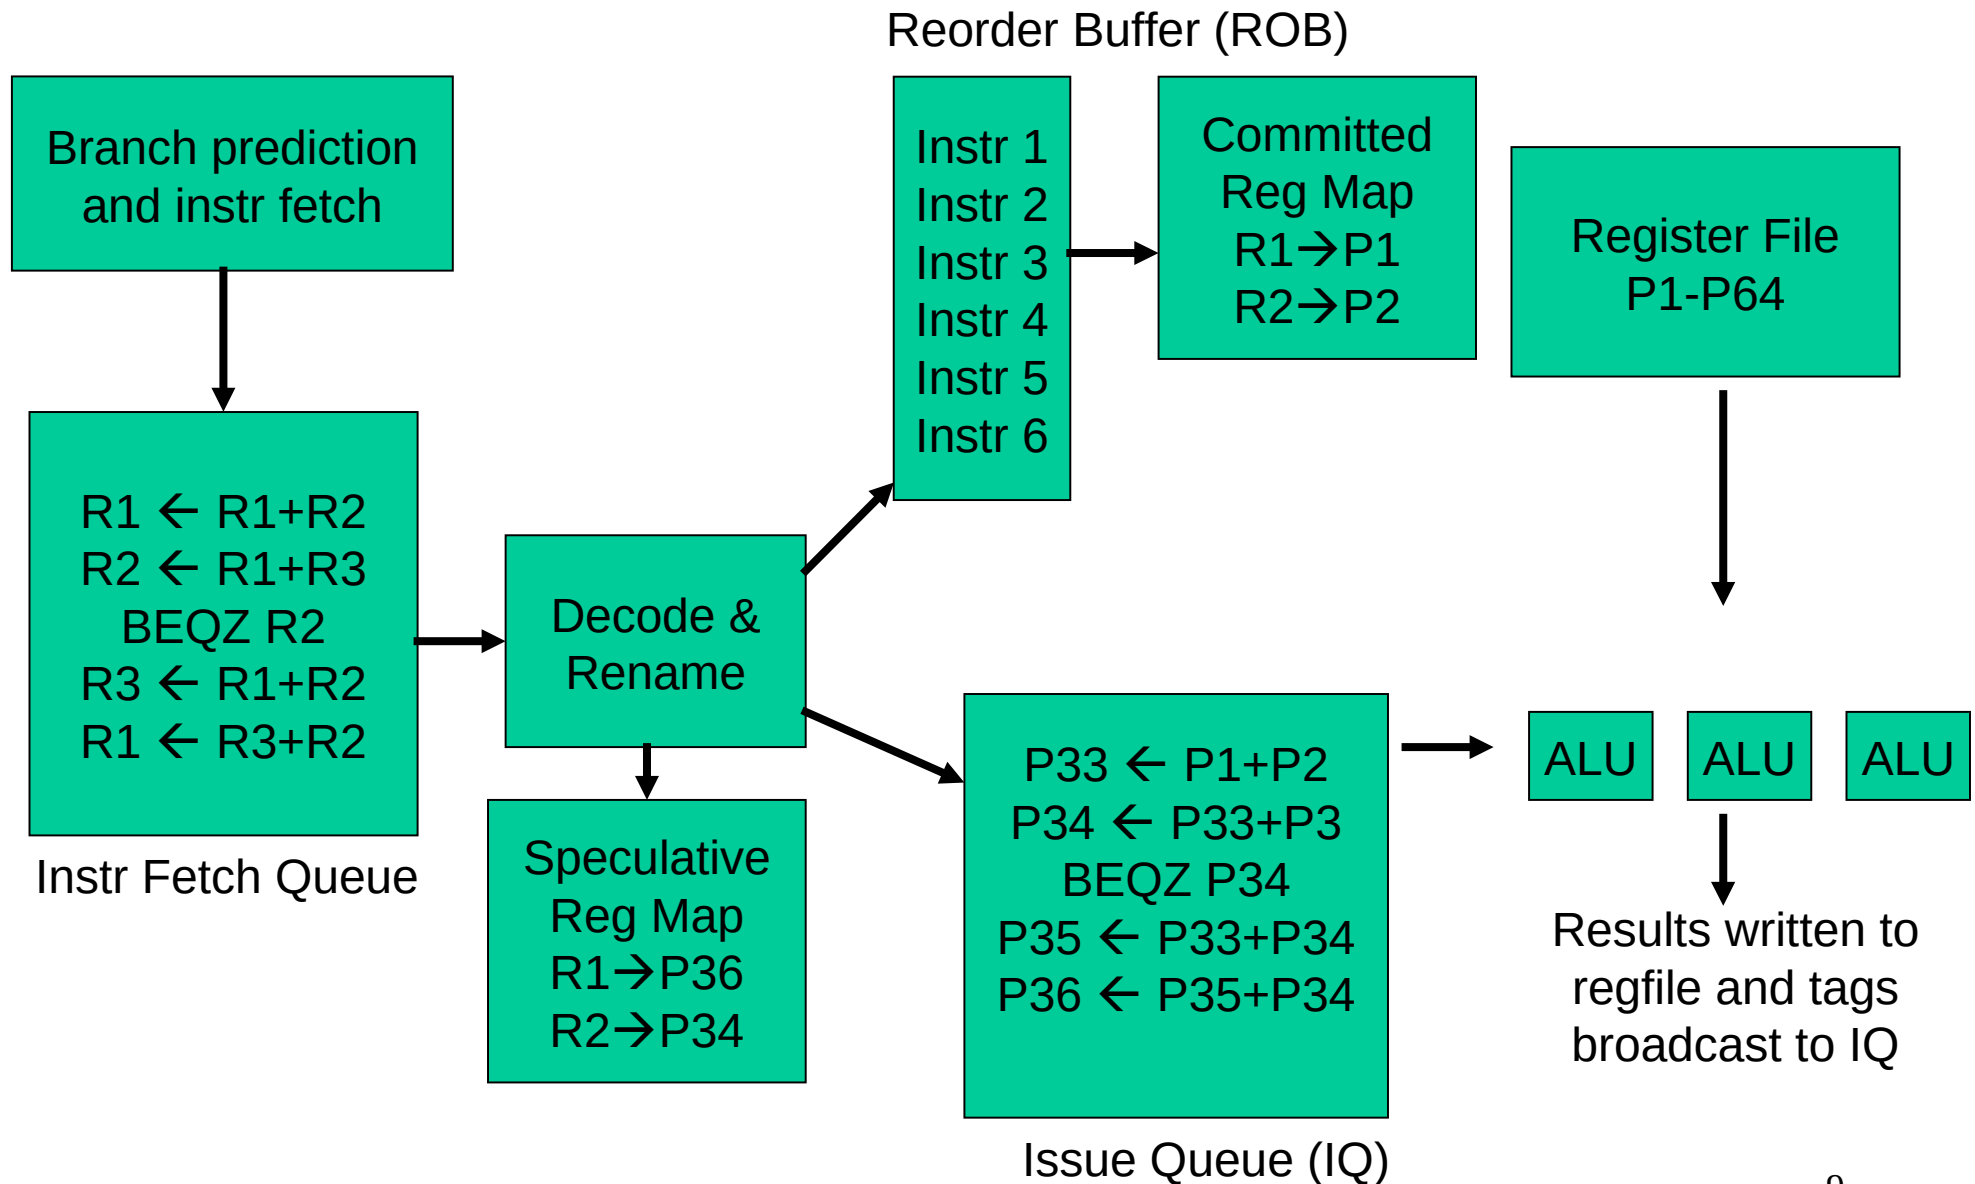 Reorder Buffer (ROB)
Branch prediction
and instr fetch
Instr 1
Instr 2
Instr 3
Instr 4
Instr 5
Instr 6
Committed
Reg Map
R1→P1
R2→P2
Register File
P1-P64
R1 ← R1+R2
R2 ← R1+R3
BEQZ R2
R3 ← R1+R2
R1 ← R3+R2
Instr Fetch Queue
Decode &
Rename
Speculative
Reg Map
R1→P36
R2→P34
P33 ← P1+P2
P34 ← P33+P3
BEQZ P34
P35 ← P33+P34
P36 ← P35+P34
Issue Queue (IQ)
ALU
ALU
ALU
Results written to
regfile and tags
broadcast to IQ